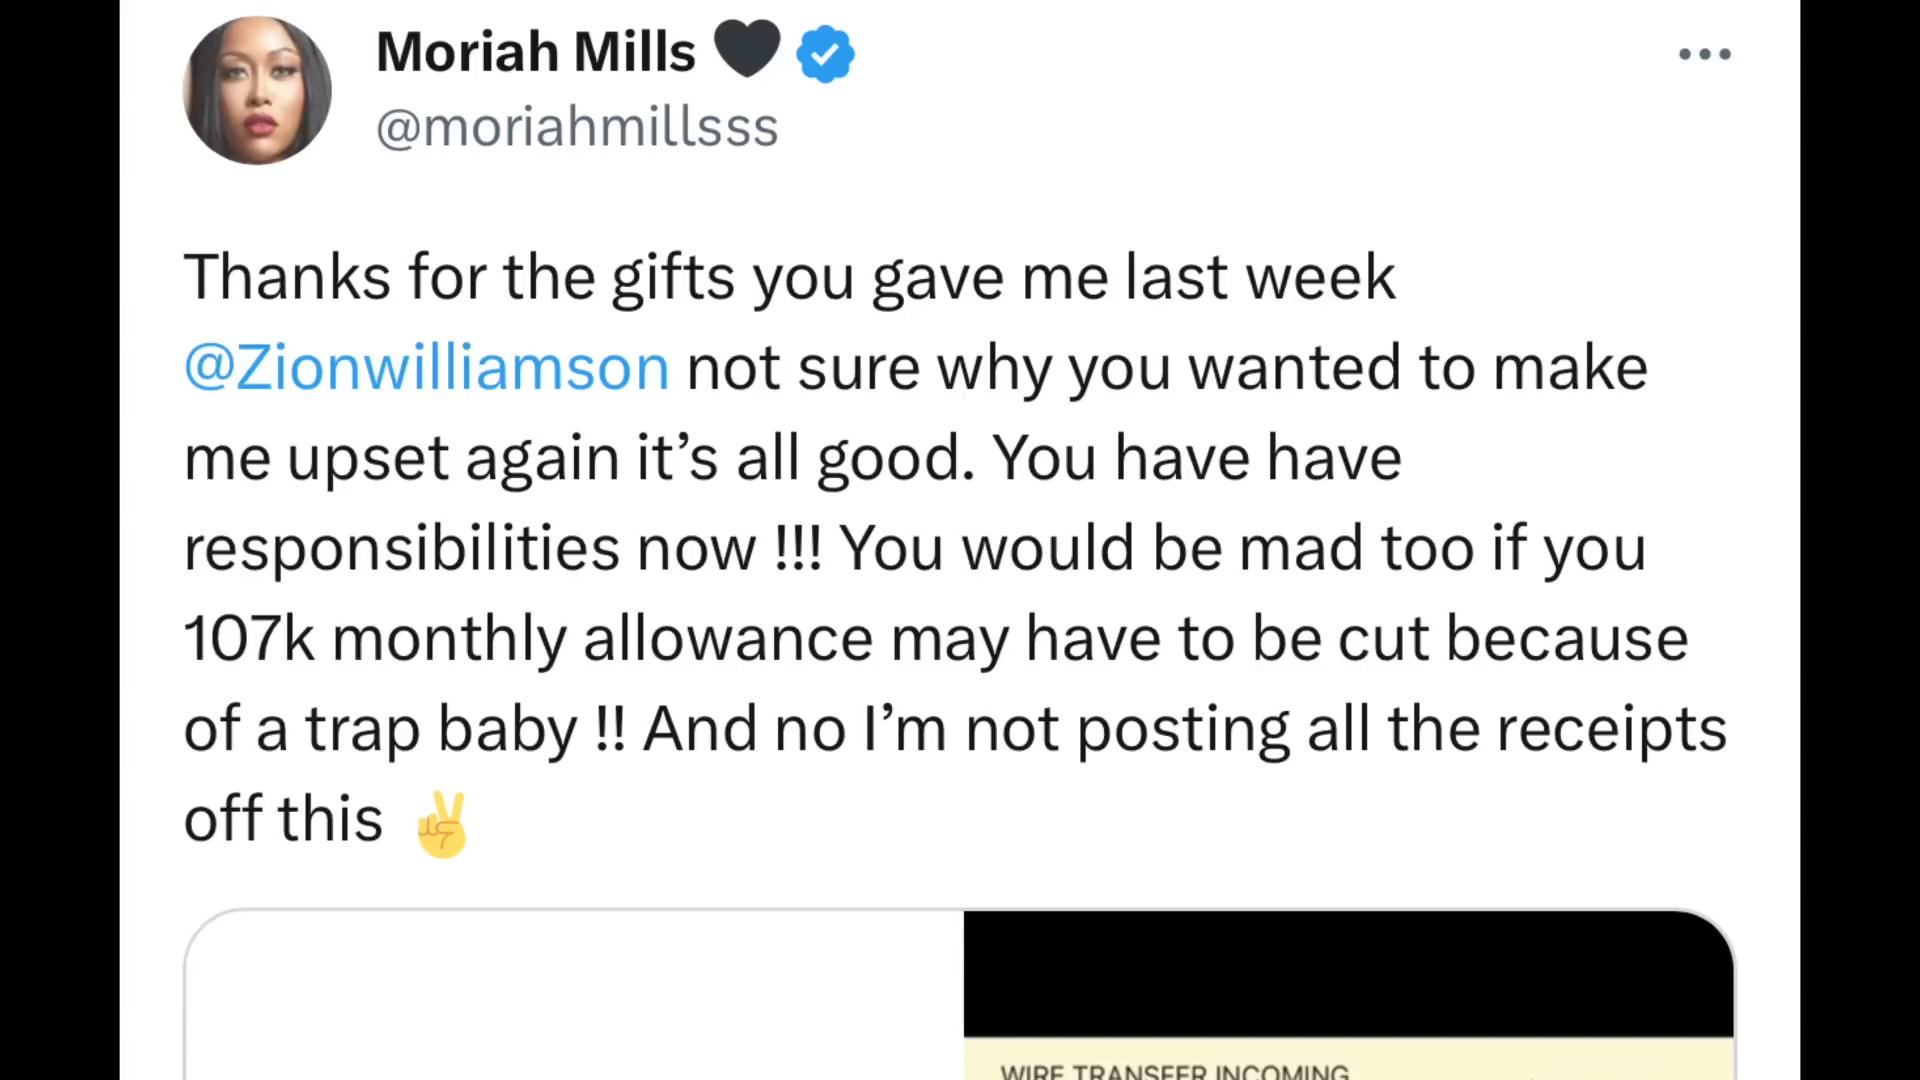 Moriah Mills 🖤
@moriahmillsss
Thanks for the gifts you gave me last week
@Zionwilliamson not sure why you wanted to make
me upset again it’s all good. You have have
responsibilities now !!! You would be mad too if you
107k monthly allowance may have to be cut because
of a trap baby !! And no I’m not posting all the receipts
off this ✌️
WIRE TRANSFER INCOMING